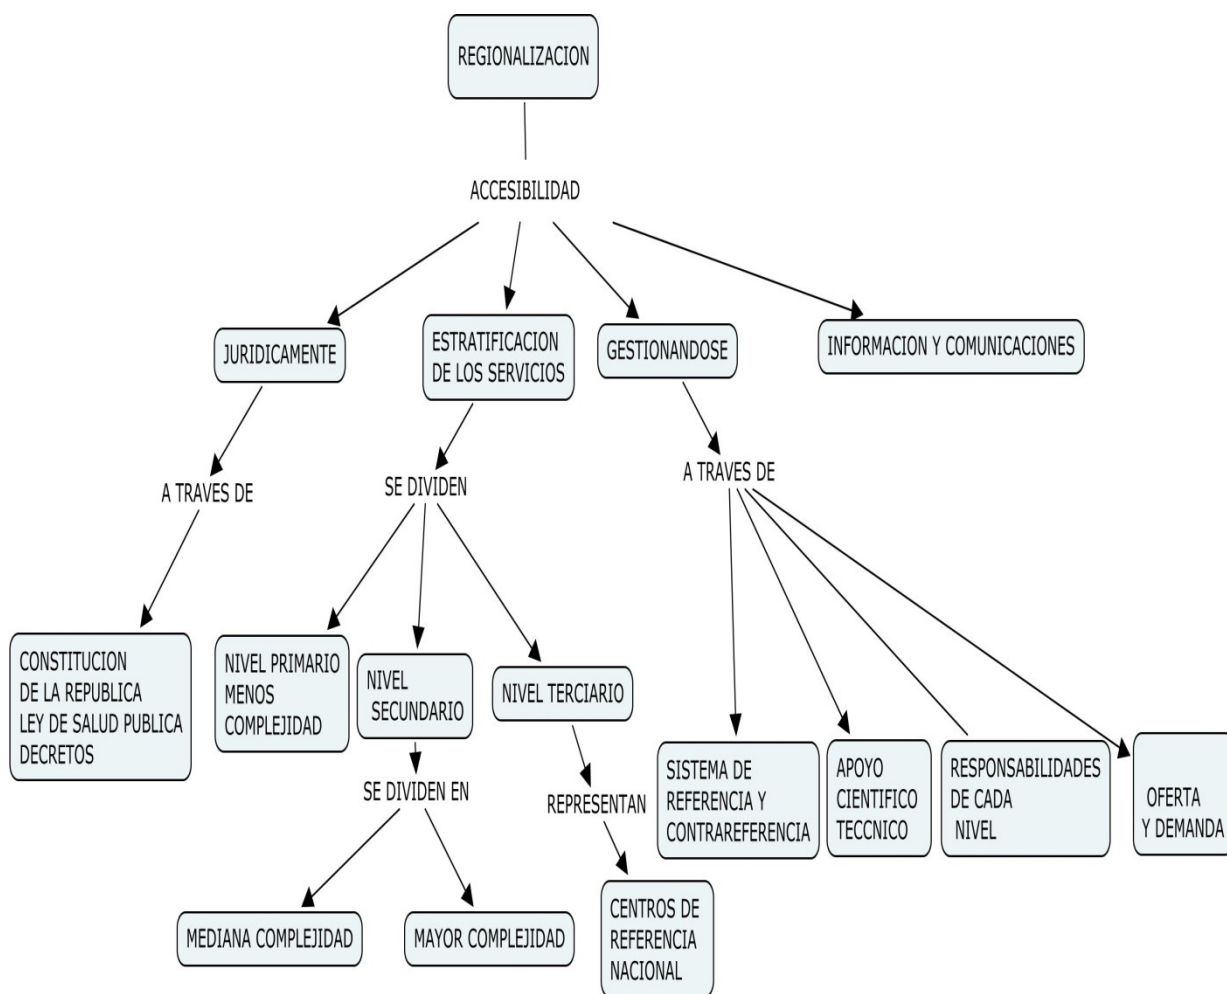 REGIONALIZACION
ACCESIBILIDAD
JURIDICAMENTE
ESTRATIFICACION
DE LOS SERVICIOS
GESTIONANDOSE
INFORMACION Y COMUNICACIONES
A TRAVES DE
SE DIVIDEN
A TRAVES DE
CONSTITUCION
DE LA REPUBLICA
LEY DE SALUD PUBLICA
DECRETOS
NIVEL PRIMARIO
MENOS
COMPLEJIDAD
NIVEL
SECUNDARIO
NIVEL TERCIARIO
SISTEMA DE
REFERENCIA Y
CONTRAREFERENCIA
APOYO
CIENTIFICO
TECCNICO
RESPONSABILIDADES
DE CADA
NIVEL
OFERTA
Y DEMANDA
SE DIVIDEN EN
REPRESENTAN
MEDIANA COMPLEJIDAD
MAYOR COMPLEJIDAD
CENTROS DE
REFERENCIA
NACIONAL